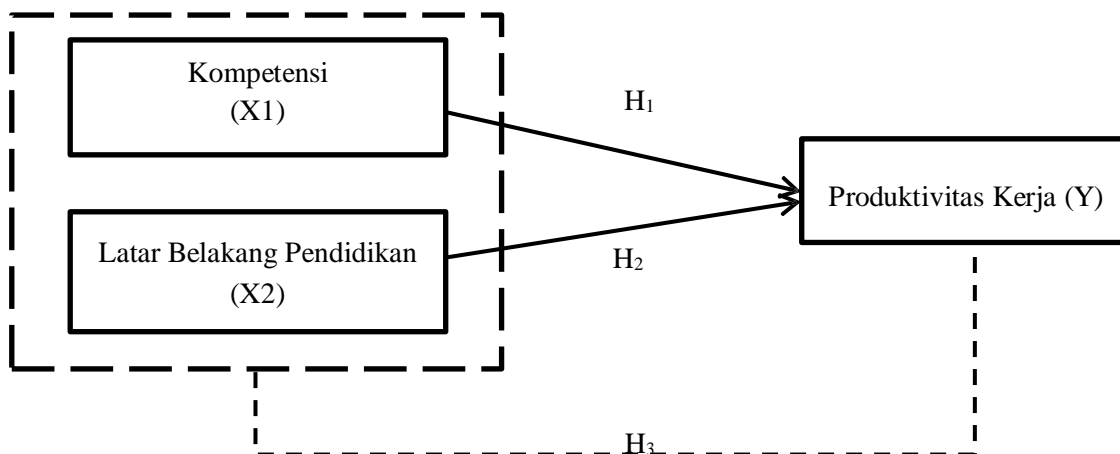 Kompetensi
(X1)
H₁
Produktivitas Kerja (Y)
Latar Belakang Pendidikan
(X2)
H₂
H₃